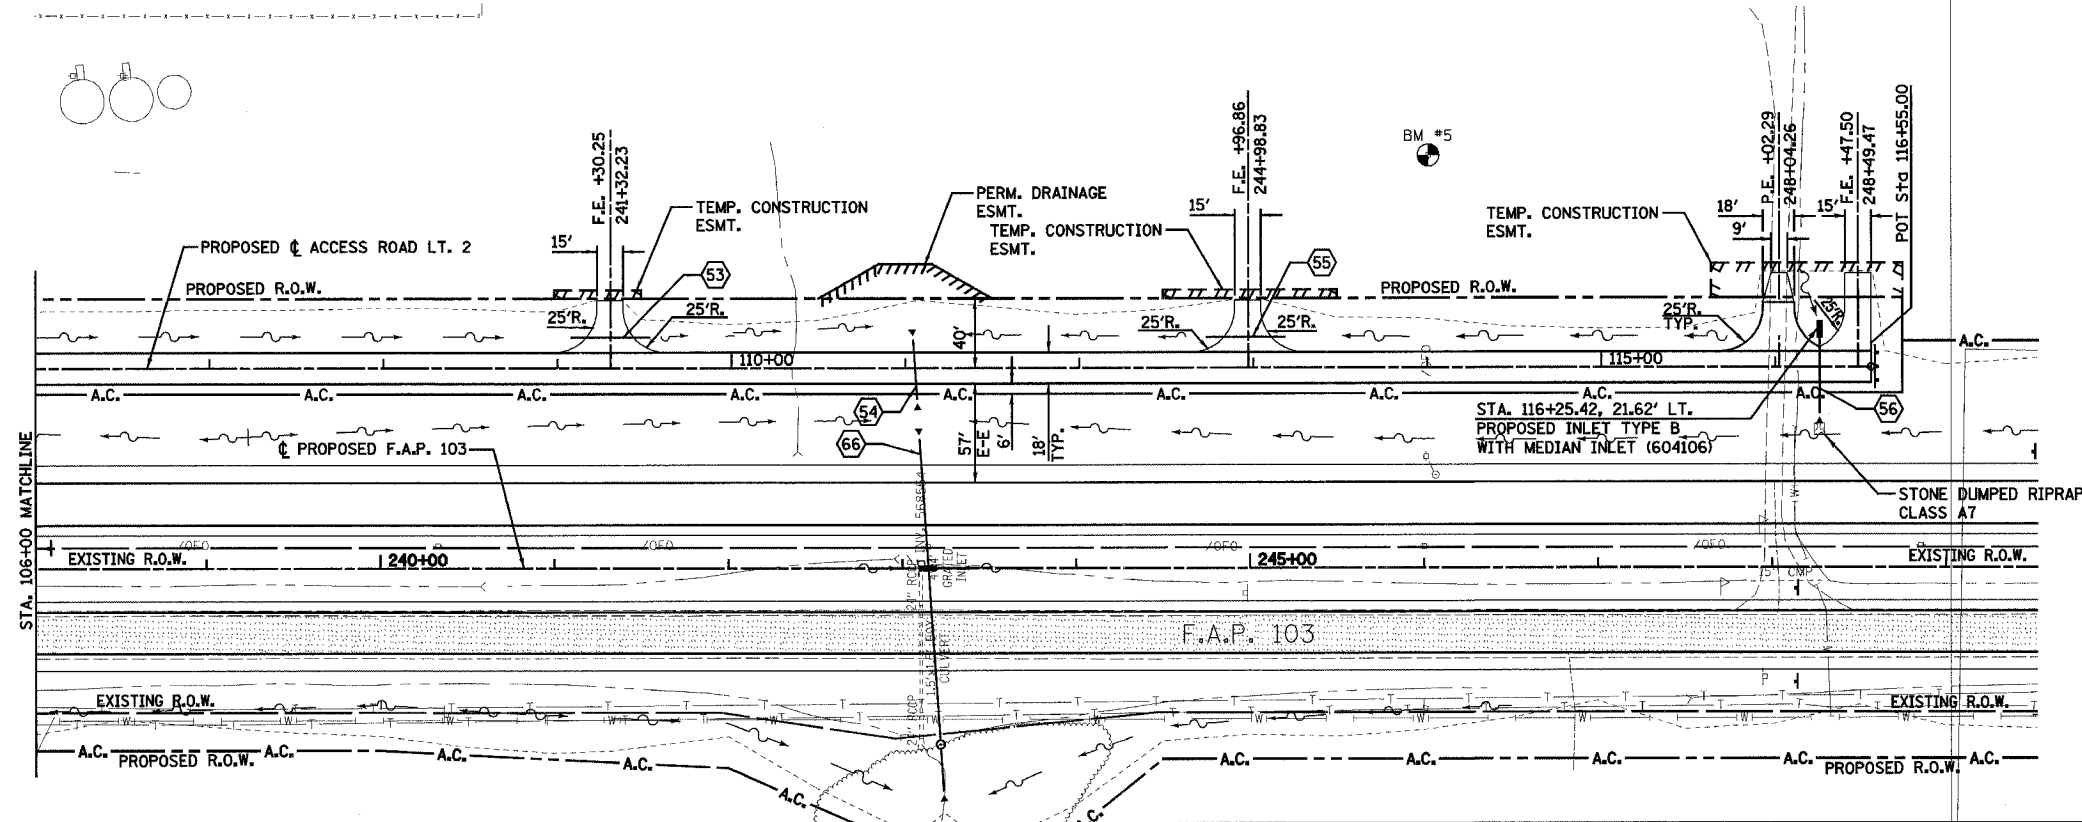 BM #5
F.E. +30.25
241+32.23
F.E. +96.86
244+98.83
P.E. +02.29
248+04.26
F.E. +47.50
248+49.47
POT Sta 116+55.00
TEMP. CONSTRUCTION
ESMT.
PERM. DRAINAGE
ESMT.
TEMP. CONSTRUCTION
ESMT.
TEMP. CONSTRUCTION
ESMT.
15'
15'
18'
15'
9'
PROPOSED ℄ ACCESS ROAD LT. 2
53
55
PROPOSED R.O.W.
PROPOSED R.O.W.
25'R.
25'R.
25'R.
25'R.
25'R.
TYP.
25'R.
40'
110+00
115+00
A.C.
A.C.
A.C.
A.C.
A.C.
A.C.
A.C.
A.C.
A.C.
A.C.
54
56
66
57'
E-E
6'
18'
TYP.
STA. 116+25.42, 21.62' LT.
PROPOSED INLET TYPE B
WITH MEDIAN INLET (604106)
℄ PROPOSED F.A.P. 103
STONE DUMPED RIPRAP
CLASS A7
STA. 106+00 MATCHLINE
EXISTING R.O.W.
240+00
245+00
EXISTING R.O.W.
GRATED
INLET
CMP
F.A.P. 103
CULVERT
EXISTING R.O.W.
EXISTING R.O.W.
A.C.
PROPOSED R.O.W.
A.C.
A.C.
A.C.
A.C.
A.C.
A.C.
A.C.
A.C.
A.C.
PROPOSED R.O.W.
A.C.